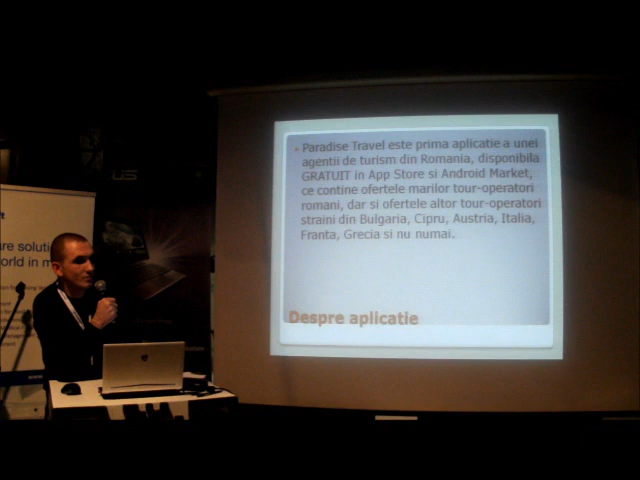 Paradise Travel este prima aplicatie a unei
agentii de turism din Romania, disponibila
GRATUIT in App Store si Android Market,
ce contine ofertele marilor tour-operatori
romani, dar si ofertele altor tour-operatori
straini din Bulgaria, Cipru, Austria, Italia,
Franta, Grecia si nu numai.
Despre aplicatie
US